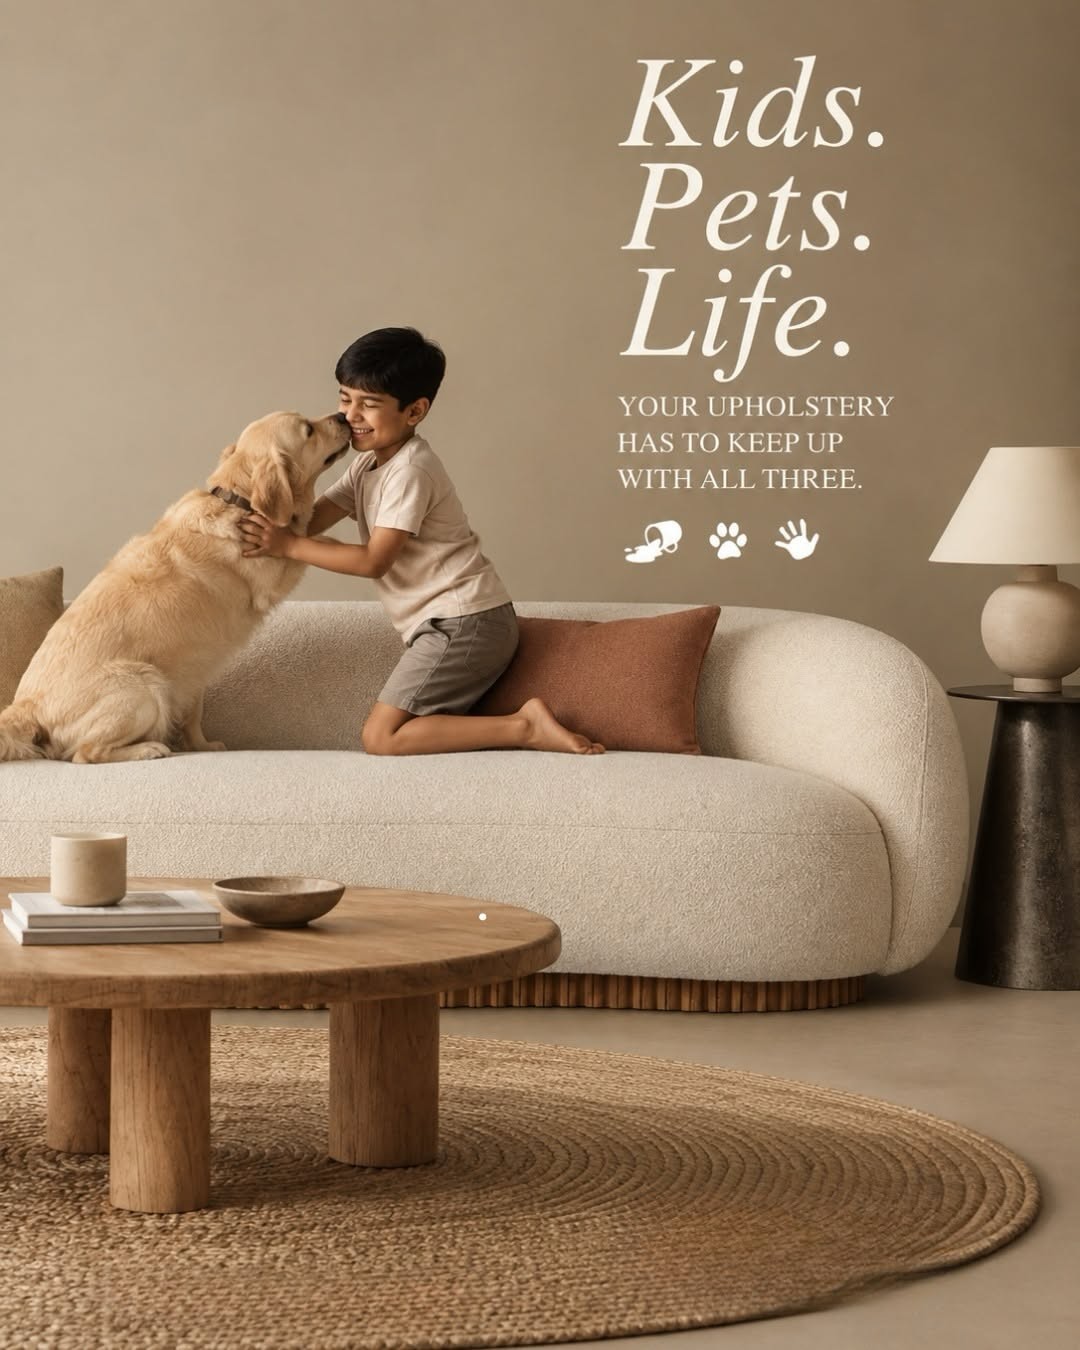 Kids.
Pets.
Life.
YOUR UPHOLSTERY
HAS TO KEEP UP
WITH ALL THREE.